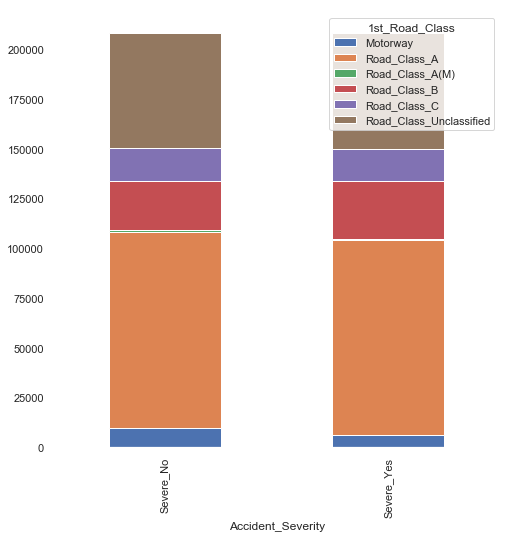 1st_Road_Class
Motorway
Road_Class_A
Road_Class_A(M)
Road_Class_B
Road_Class_C
Road_Class_Unclassified
200000
175000
150000
125000
100000
75000
50000
25000
0
Severe_No
Severe_Yes
Accident_Severity